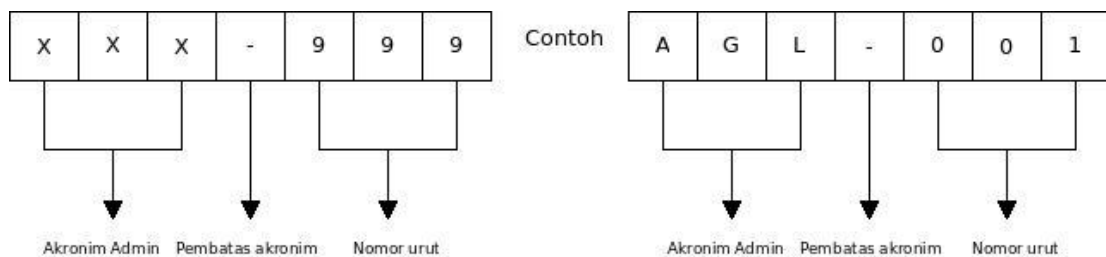 X X X - 9 9 9 Contoh A G L - 0 0 1
Akronim Admin Pembatas akronim Nomor urut Akronim Admin Pembatas akronim Nomor urut